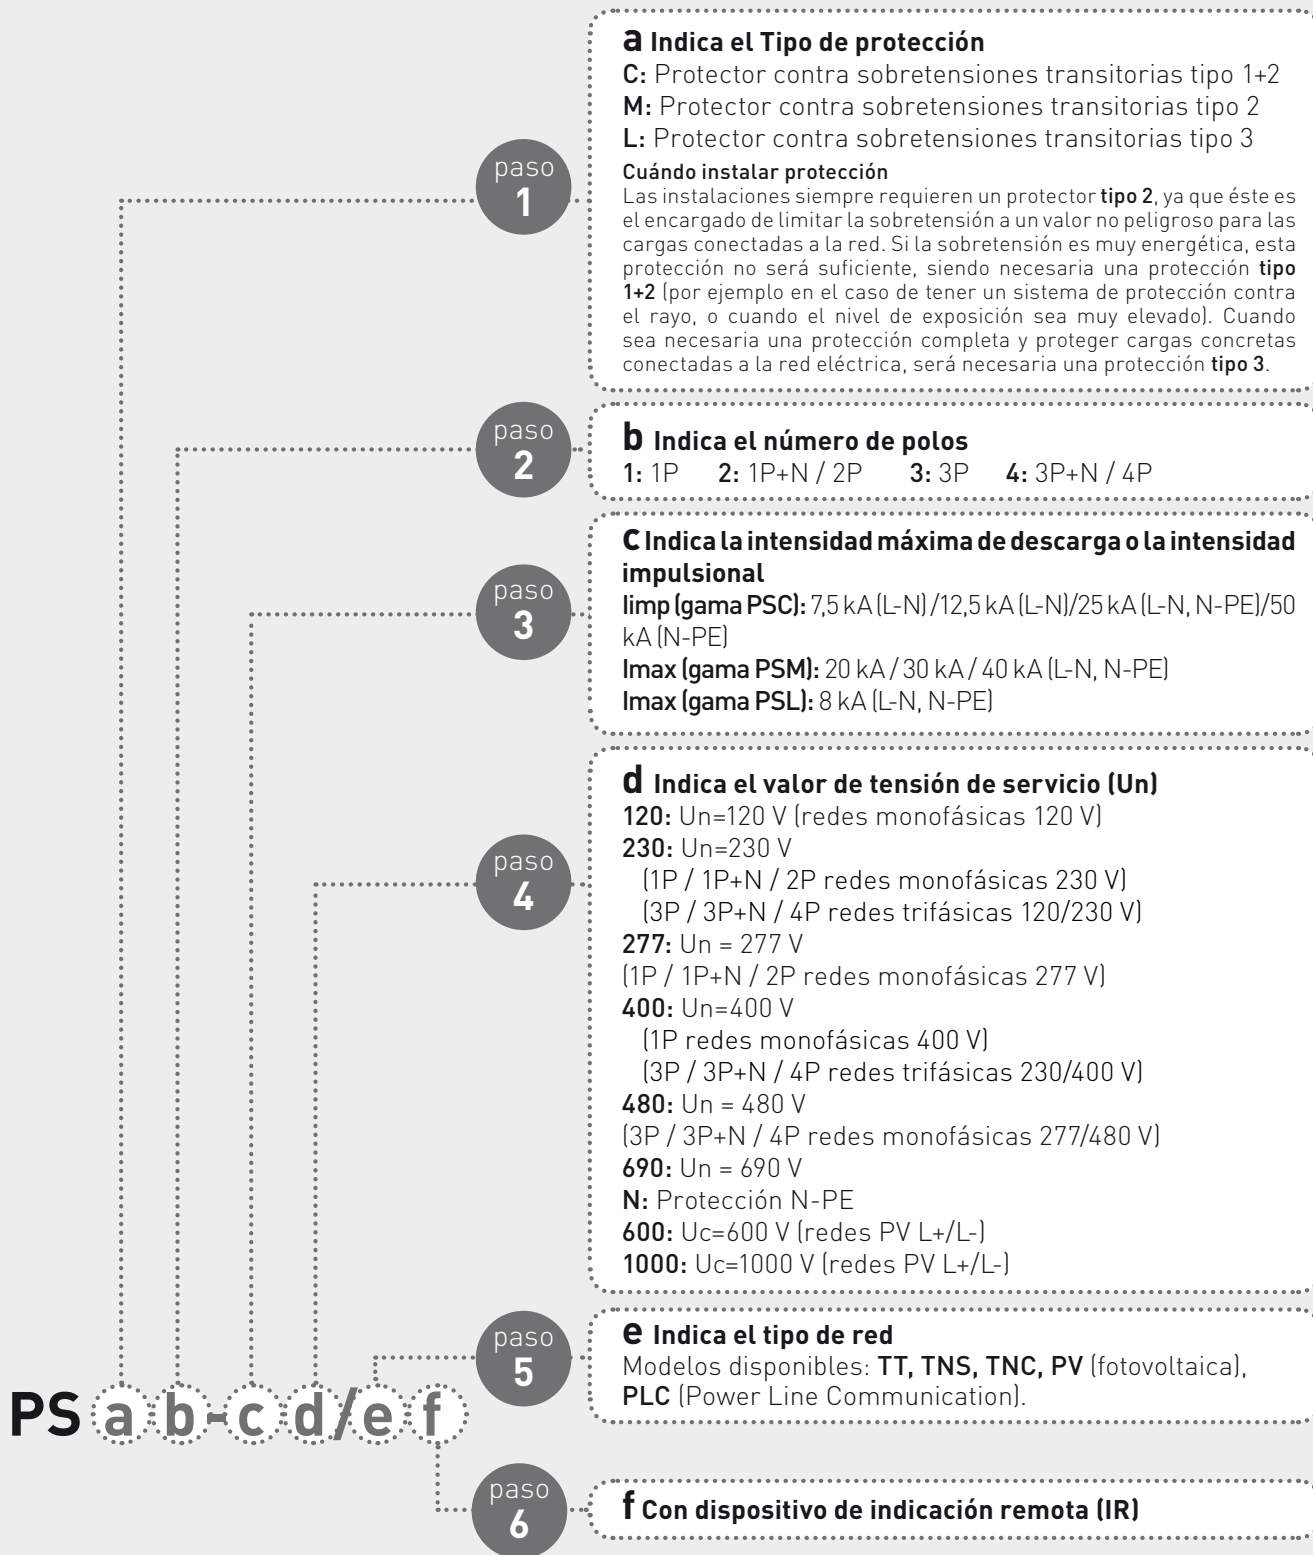 a Indica el Tipo de protección
C: Protector contra sobretensiones transitorias tipo 1+2
M: Protector contra sobretensiones transitorias tipo 2
L: Protector contra sobretensiones transitorias tipo 3
Cuándo instalar protección
Las instalaciones siempre requieren un protector tipo 2, ya que éste es
el encargado de limitar la sobretensión a un valor no peligroso para las
cargas conectadas a la red. Si la sobretensión es muy energética, esta
protección no será suficiente, siendo necesaria una protección tipo
1+2 (por ejemplo en el caso de tener un sistema de protección contra
el rayo, o cuando el nivel de exposición sea muy elevado). Cuando
sea necesaria una protección completa y proteger cargas concretas
conectadas a la red eléctrica, será necesaria una protección tipo 3.
paso
1
b Indica el número de polos
1: 1P 2: 1P+N / 2P 3: 3P 4: 3P+N / 4P
paso
2
c Indica la intensidad máxima de descarga o la intensidad
impulsional
Iimp (gama PSC): 7,5 kA (L-N) /12,5 kA (L-N)/25 kA (L-N, N-PE)/50
kA (N-PE)
Imax (gama PSM): 20 kA / 30 kA / 40 kA (L-N, N-PE)
Imax (gama PSL): 8 kA (L-N, N-PE)
paso
3
d Indica el valor de tensión de servicio (Un)
120: Un=120 V (redes monofásicas 120 V)
230: Un=230 V
(1P / 1P+N / 2P redes monofásicas 230 V)
(3P / 3P+N / 4P redes trifásicas 120/230 V)
277: Un = 277 V
(1P / 1P+N / 2P redes monofásicas 277 V)
400: Un=400 V
(1P redes monofásicas 400 V)
(3P / 3P+N / 4P redes trifásicas 230/400 V)
480: Un = 480 V
(3P / 3P+N / 4P redes monofásicas 277/480 V)
690: Un = 690 V
N: Protección N-PE
600: Uc=600 V (redes PV L+/L-)
1000: Uc=1000 V (redes PV L+/L-)
paso
4
e Indica el tipo de red
Modelos disponibles: TT, TNS, TNC, PV (fotovoltaica),
PLC (Power Line Communication).
paso
5
PS a b - c d / e f
f Con dispositivo de indicación remota (IR)
paso
6